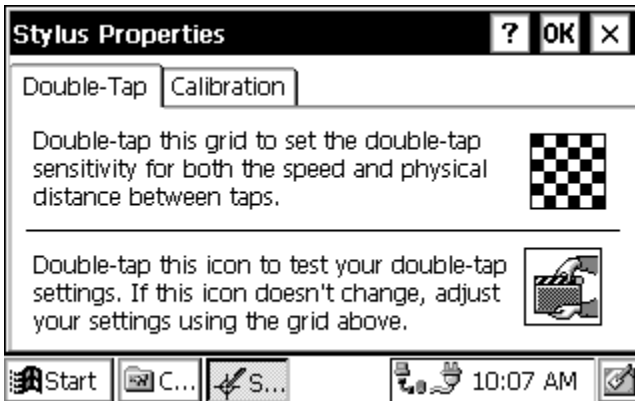 Stylus Properties ? OK ×
Double-Tap Calibration
Double-tap this grid to set the double-tap
sensitivity for both the speed and physical
distance between taps.
Double-tap this icon to test your double-tap
settings. If this icon doesn't change, adjust
your settings using the grid above.
Start C... S... 10:07 AM